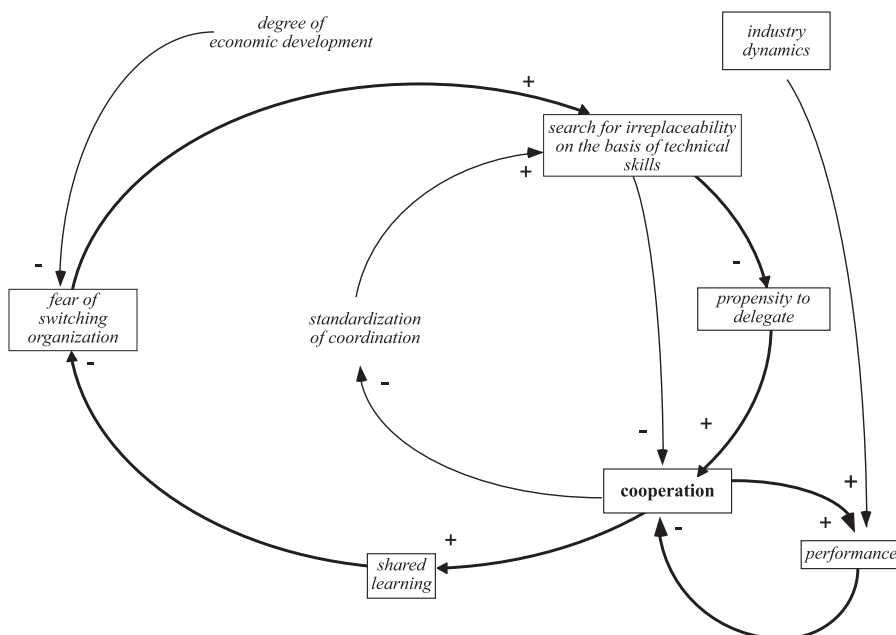 degree of
economic development
industry
dynamics
+
search for irreplaceability
on the basis of technical
skills
+
-
-
fear of
switching
organization
propensity to
delegate
standardization
of coordination
-
-
+
-
cooperation
+
+
-
+
performance
shared
learning